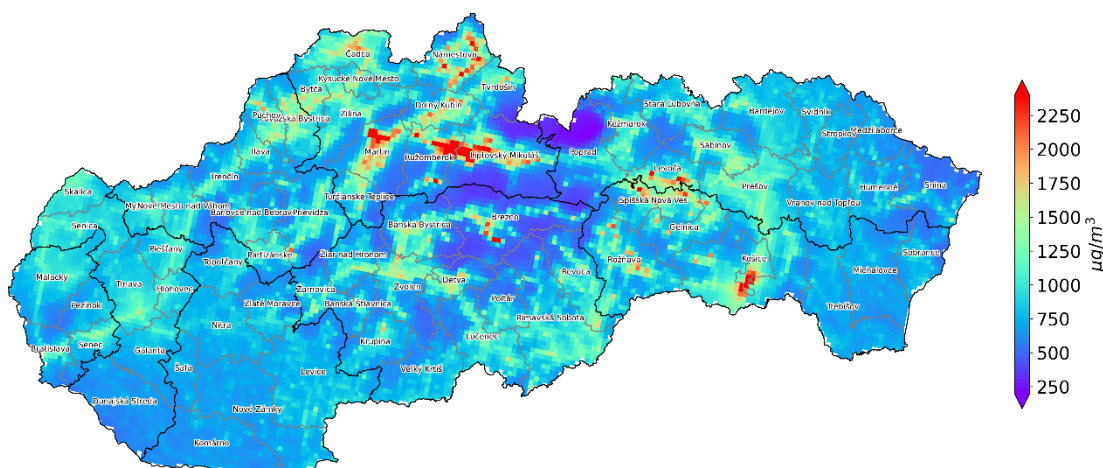 Čadca
Námestovo
Kysucké Nové Mesto
Tvrdošín
Bytča
Dolný Kubín
Stará Ľubovňa
Púchov
Považská Bystrica
Žilina
Kežmarok
Bardejov
Svidník
Stropkov
Medzilaborce
Ilava
Martin
Ružomberok
Liptovský Mikuláš
Poprad
Sabinov
Levoča
Trenčín
Prešov
Humenné
Snina
Skalica
Turčianske Teplice
Spišská Nová Ves
Vranov nad Topľou
Nové Mesto nad Váhom
Bánovce nad Bebravou
Prievidza
Senica
Banská Bystrica
Brezno
Gelnica
Piešťany
Partizánske
Žiar nad Hronom
Košice
Sobrance
Topoľčany
Rožňava
Malacky
Revúca
Michalovce
Trnava
Hlohovec
Žarnovica
Zvolen
Detva
Pezinok
Zlaté Moravce
Banská Štiavnica
Poltár
Trebišov
Nitra
Rimavská Sobota
Bratislava
Senec
Galanta
Krupina
Lučenec
Šaľa
Levice
Veľký Krtíš
Dunajská Streda
Nové Zámky
Komárno
2250
2000
1750
1500
1250
1000
750
500
250
μg/m³